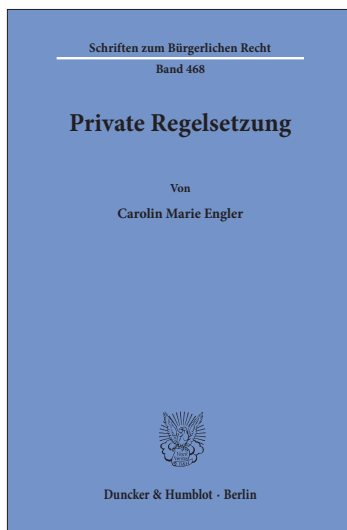 Schriften zum Bürgerlichen Recht
Band 468
Private Regelsetzung
Von
Carolin Marie Engler
Duncker & Humblot · Berlin